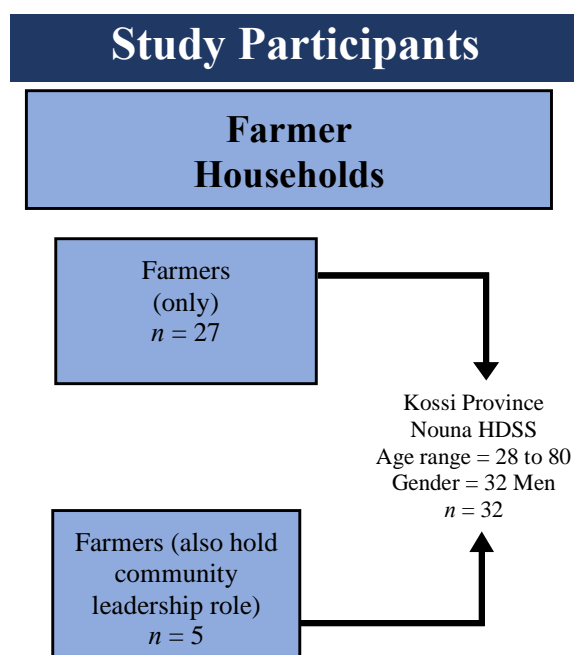 Study Participants
Farmer
Households
Farmers
(only)
n = 27
Kossi Province
Nouna HDSS
Age range = 28 to 80
Gender = 32 Men
n = 32
Farmers (also hold
community
leadership role)
n = 5